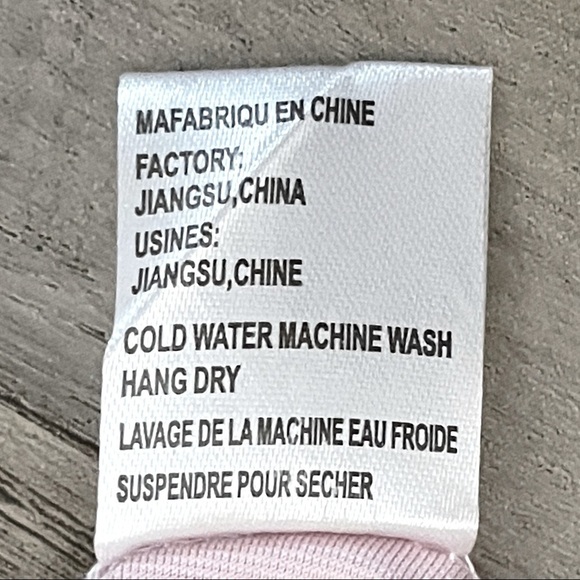 MAFABRIQU EN CHINE
FACTORY:
JIANGSU,CHINA
USINES:
JIANGSU,CHINE
COLD WATER MACHINE WASH
HANG DRY
LAVAGE DE LA MACHINE EAU FROIDE
SUSPENDRE POUR SECHER